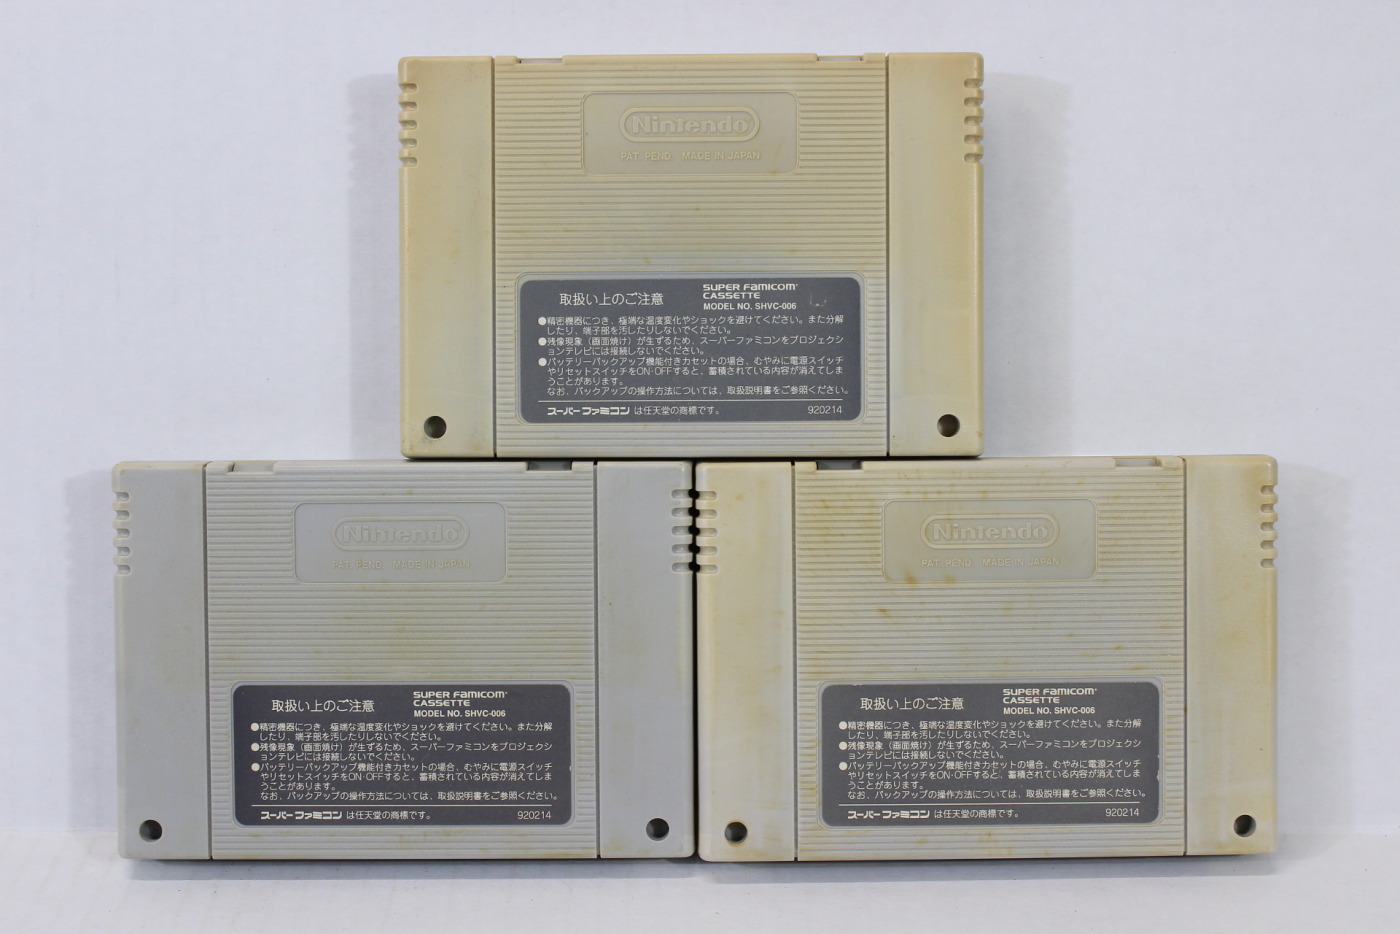 Nintendo
PAT. PEND. MADE IN JAPAN
取扱い上のご注意
SUPER FAMICOM
CASSETTE
MODEL NO. SHVC-006
●精密機器につき、極端な温度変化やショックを避けてください。また分解
したり、端子部を汚したりしないでください。
●残像現象（画面焼け）が生ずるため、スーパーファミコンをプロジェクシ
ョンテレビには接続しないでください。
●バッテリーバックアップ機能付きカセットの場合、むやみに電源スイッチ
やリセットスイッチをON・OFFすると、蓄積されている内容が消えてしま
うことがあります。
なお、バックアップの操作方法については、取扱説明書をご参照ください。
スーパーファミコン は任天堂の商標です。 920214
Nintendo
PAT. PEND. MADE IN JAPAN
取扱い上のご注意
SUPER FAMICOM
CASSETTE
MODEL NO. SHVC-006
●精密機器につき、極端な温度変化やショックを避けてください。また分解
したり、端子部を汚したりしないでください。
●残像現象（画面焼け）が生ずるため、スーパーファミコンをプロジェクシ
ョンテレビには接続しないでください。
●バッテリーバックアップ機能付きカセットの場合、むやみに電源スイッチ
やリセットスイッチをON・OFFすると、蓄積されている内容が消えてしま
うことがあります。
なお、バックアップの操作方法については、取扱説明書をご参照ください。
スーパーファミコン は任天堂の商標です。 920214
Nintendo
PAT. PEND. MADE IN JAPAN
取扱い上のご注意
SUPER FAMICOM
CASSETTE
MODEL NO. SHVC-006
●精密機器につき、極端な温度変化やショックを避けてください。また分解
したり、端子部を汚したりしないでください。
●残像現象（画面焼け）が生ずるため、スーパーファミコンをプロジェクシ
ョンテレビには接続しないでください。
●バッテリーバックアップ機能付きカセットの場合、むやみに電源スイッチ
やリセットスイッチをON・OFFすると、蓄積されている内容が消えてしま
うことがあります。
なお、バックアップの操作方法については、取扱説明書をご参照ください。
スーパーファミコン は任天堂の商標です。 920214